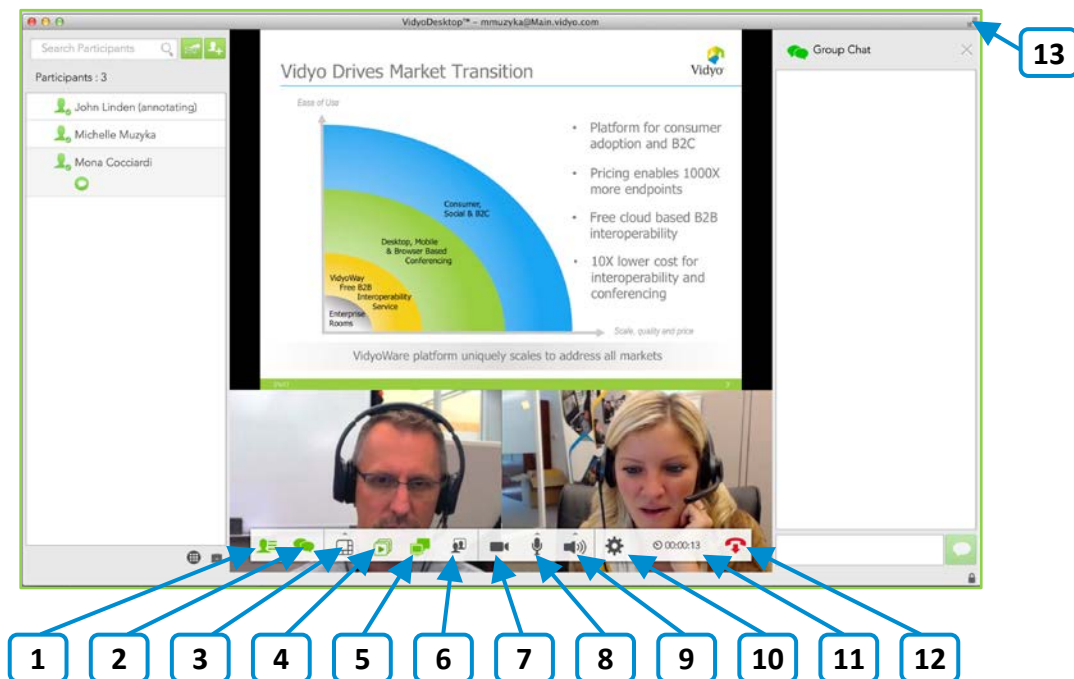 VidyoDesktop™ – mmuzyka@Main.vidyo.com
13
Search Participants
Participants : 3
John Linden (annotating)
Michelle Muzyka
Mona Cocciardi
Vidyo Drives Market Transition
Vidyo
Ease of Use
Consumer,
Social & B2C
Desktop, Mobile
& Browser Based
Conferencing
VidyoWay
Free B2B
Interoperability
Service
Enterprise
Rooms
Scale, quality and price
• Platform for consumer
adoption and B2C
• Pricing enables 1000X
more endpoints
• Free cloud based B2B
interoperability
• 10X lower cost for
interoperability and
conferencing
VidyoWare platform uniquely scales to address all markets
Group Chat
00:00:13
1 2 3 4 5 6 7 8 9 10 11 12